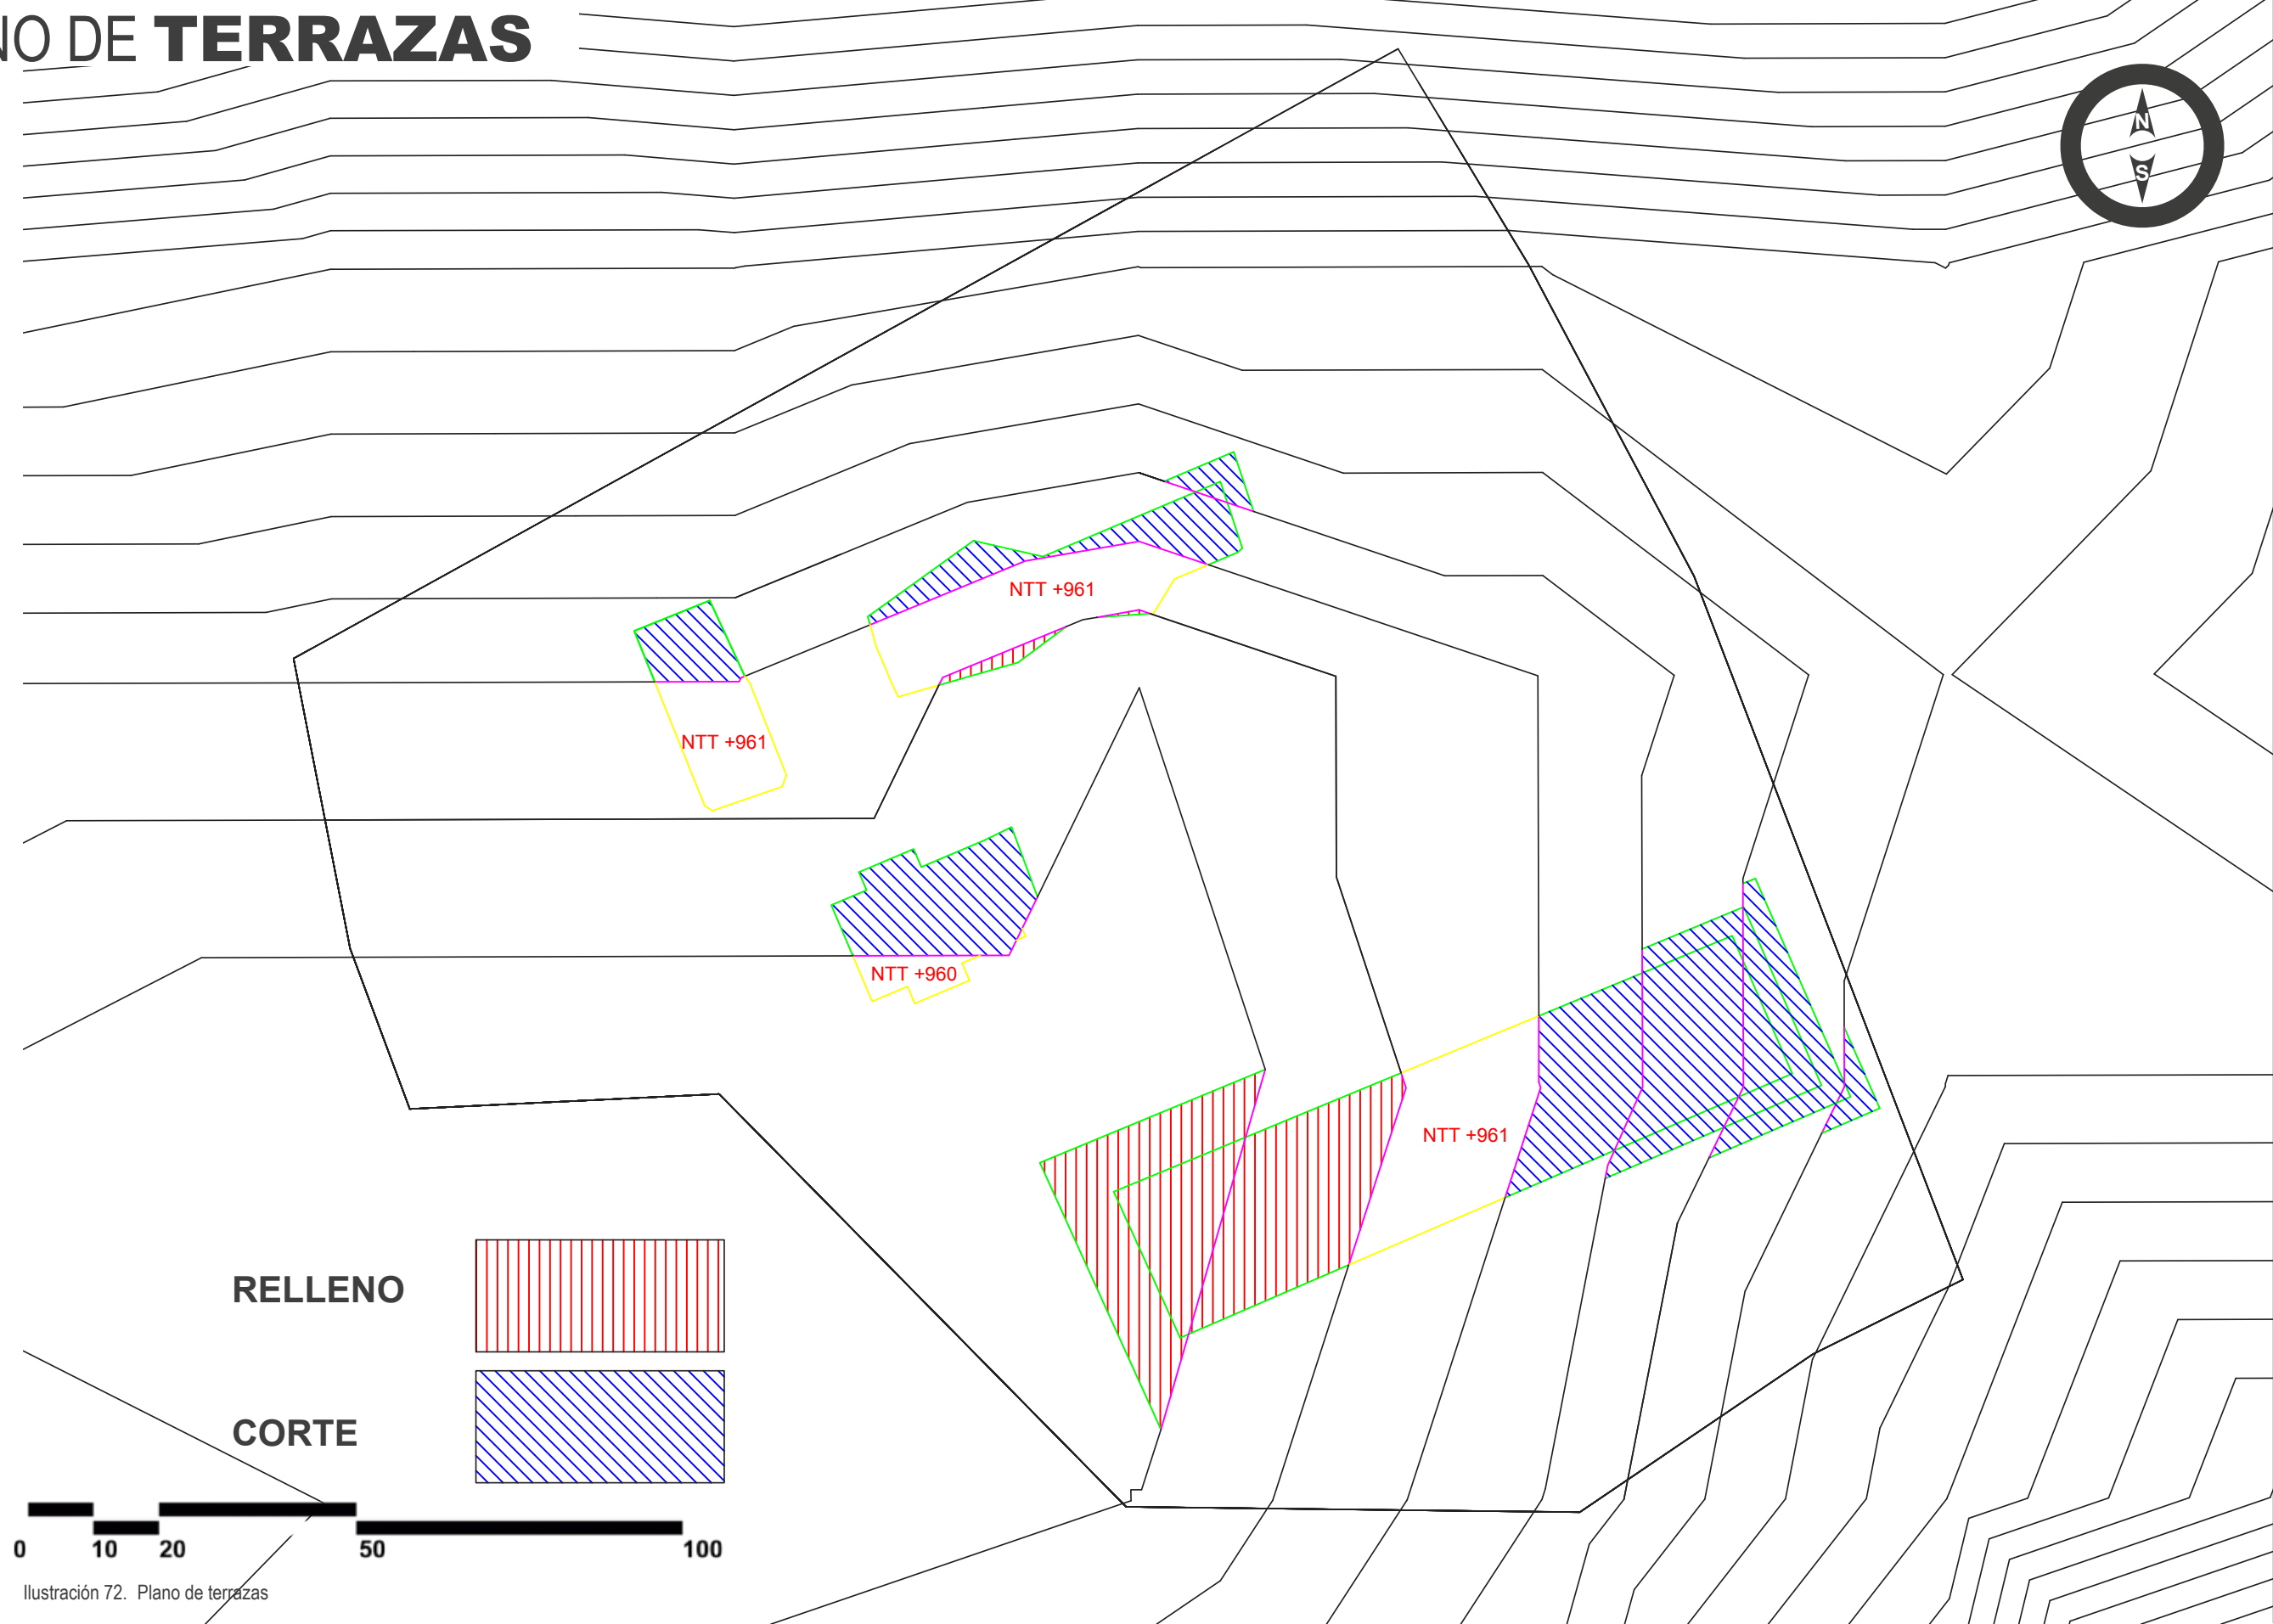 DE TERRAZAS
N
S
NTT +961
NTT +961
NTT +960
NTT +961
RELLENO
CORTE
0 10 20 50 100
Ilustración 72. Plano de terrazas